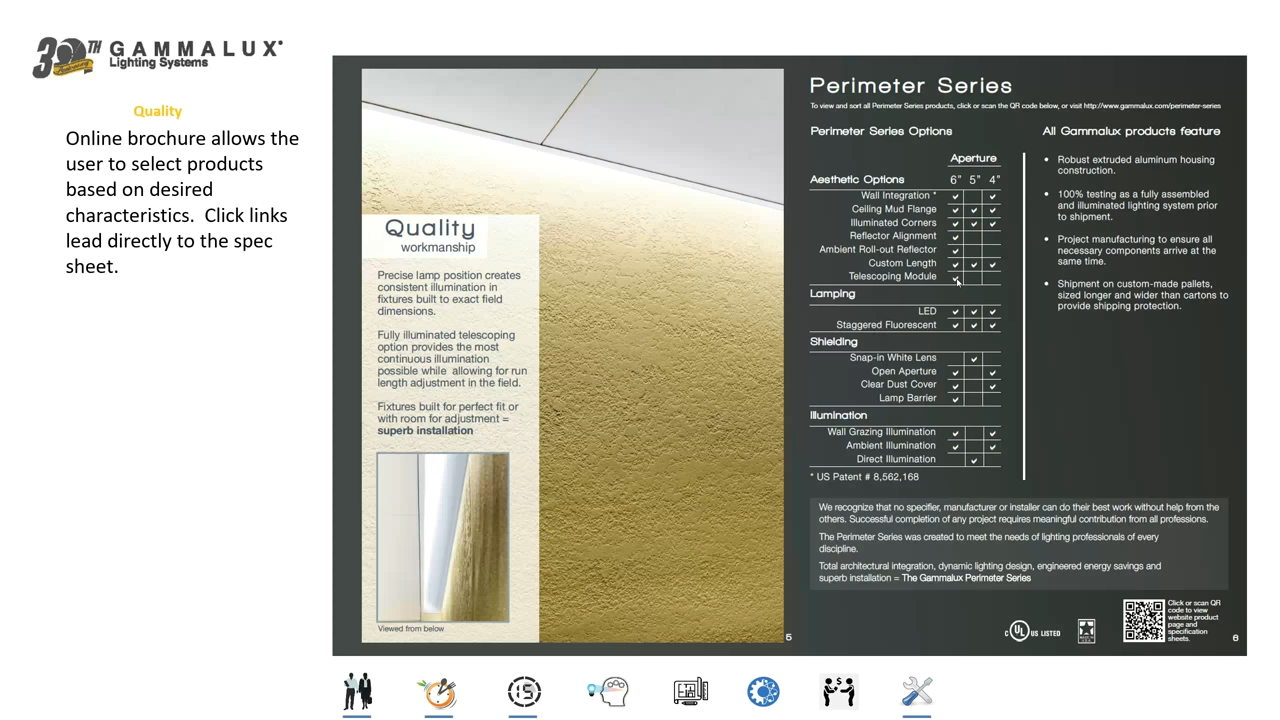 30TH
Anniversary
GAMMALUX
Lighting Systems
Quality
Online brochure allows the
user to select products
based on desired
characteristics. Click links
lead directly to the spec
sheet.
Quality
workmanship
Precise lamp position creates
consistent illumination in
fixtures built to exact field
dimensions.
Fully illuminated telescoping
option provides the most
continuous illumination
possible while allowing for run
length adjustment in the field.
Fixtures built for perfect fit or
with room for adjustment =
superb installation
Viewed from below
5
Perimeter Series
To view and sort all Perimeter Series products, click or scan the QR code below, or visit http://www.gammalux.com/perimeter-series
Perimeter Series Options
Aperture
Aesthetic Options 6" 5" 4"
Wall Integration *
Ceiling Mud Flange
Illuminated Corners
Reflector Alignment
Ambient Roll-out Reflector
Custom Length
Telescoping Module
Lamping
LED
Staggered Fluorescent
Shielding
Snap-in White Lens
Open Aperture
Clear Dust Cover
Lamp Barrier
Illumination
Wall Grazing Illumination
Ambient Illumination
Direct Illumination
* US Patent # 8,562,168
All Gammalux products feature
• Robust extruded aluminum housing
construction.
• 100% testing as a fully assembled
and illuminated lighting system prior
to shipment.
• Project manufacturing to ensure all
necessary components arrive at the
same time.
• Shipment on custom-made pallets,
sized longer and wider than cartons to
provide shipping protection.
We recognize that no specifier, manufacturer or installer can do their best work without help from the
others. Successful completion of any project requires meaningful contribution from all professions.
The Perimeter Series was created to meet the needs of lighting professionals of every
discipline.
Total architectural integration, dynamic lighting design, engineered energy savings and
superb installation = The Gammalux Perimeter Series
C UL US LISTED
Click or scan QR
code to view
website product
page and
specification
sheets.
6
15
$